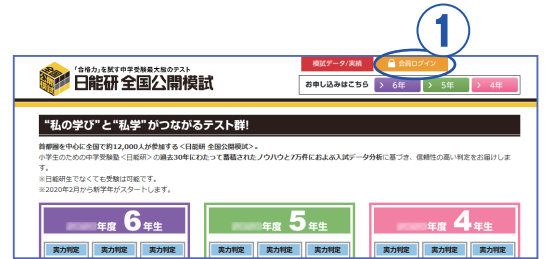 1
模試データ/実績
会員ログイン
「合格力」を試す中学受験最大級のテスト
日能研 全国公開模試
お申し込みはこちら
6年
5年
4年
“私の学び”と“私学”がつながるテスト群!
首都圏を中心に全国で約12,000人が参加する<日能研 全国公開模試>。
小学生のための中学受験塾<日能研>の過去30年にわたって蓄積されたノウハウと7万件におよぶ入試データ分析に基づき、信頼性の高い判定をお届けしま
す。
※日能研生でなくても受験は可能です。
※2020年2月から新学年がスタートします。
年度 6年生
年度 5年生
年度 4年生
実力判定 実力判定 実力判定
実力判定 実力判定 実力判定
実力判定 実力判定 実力判定